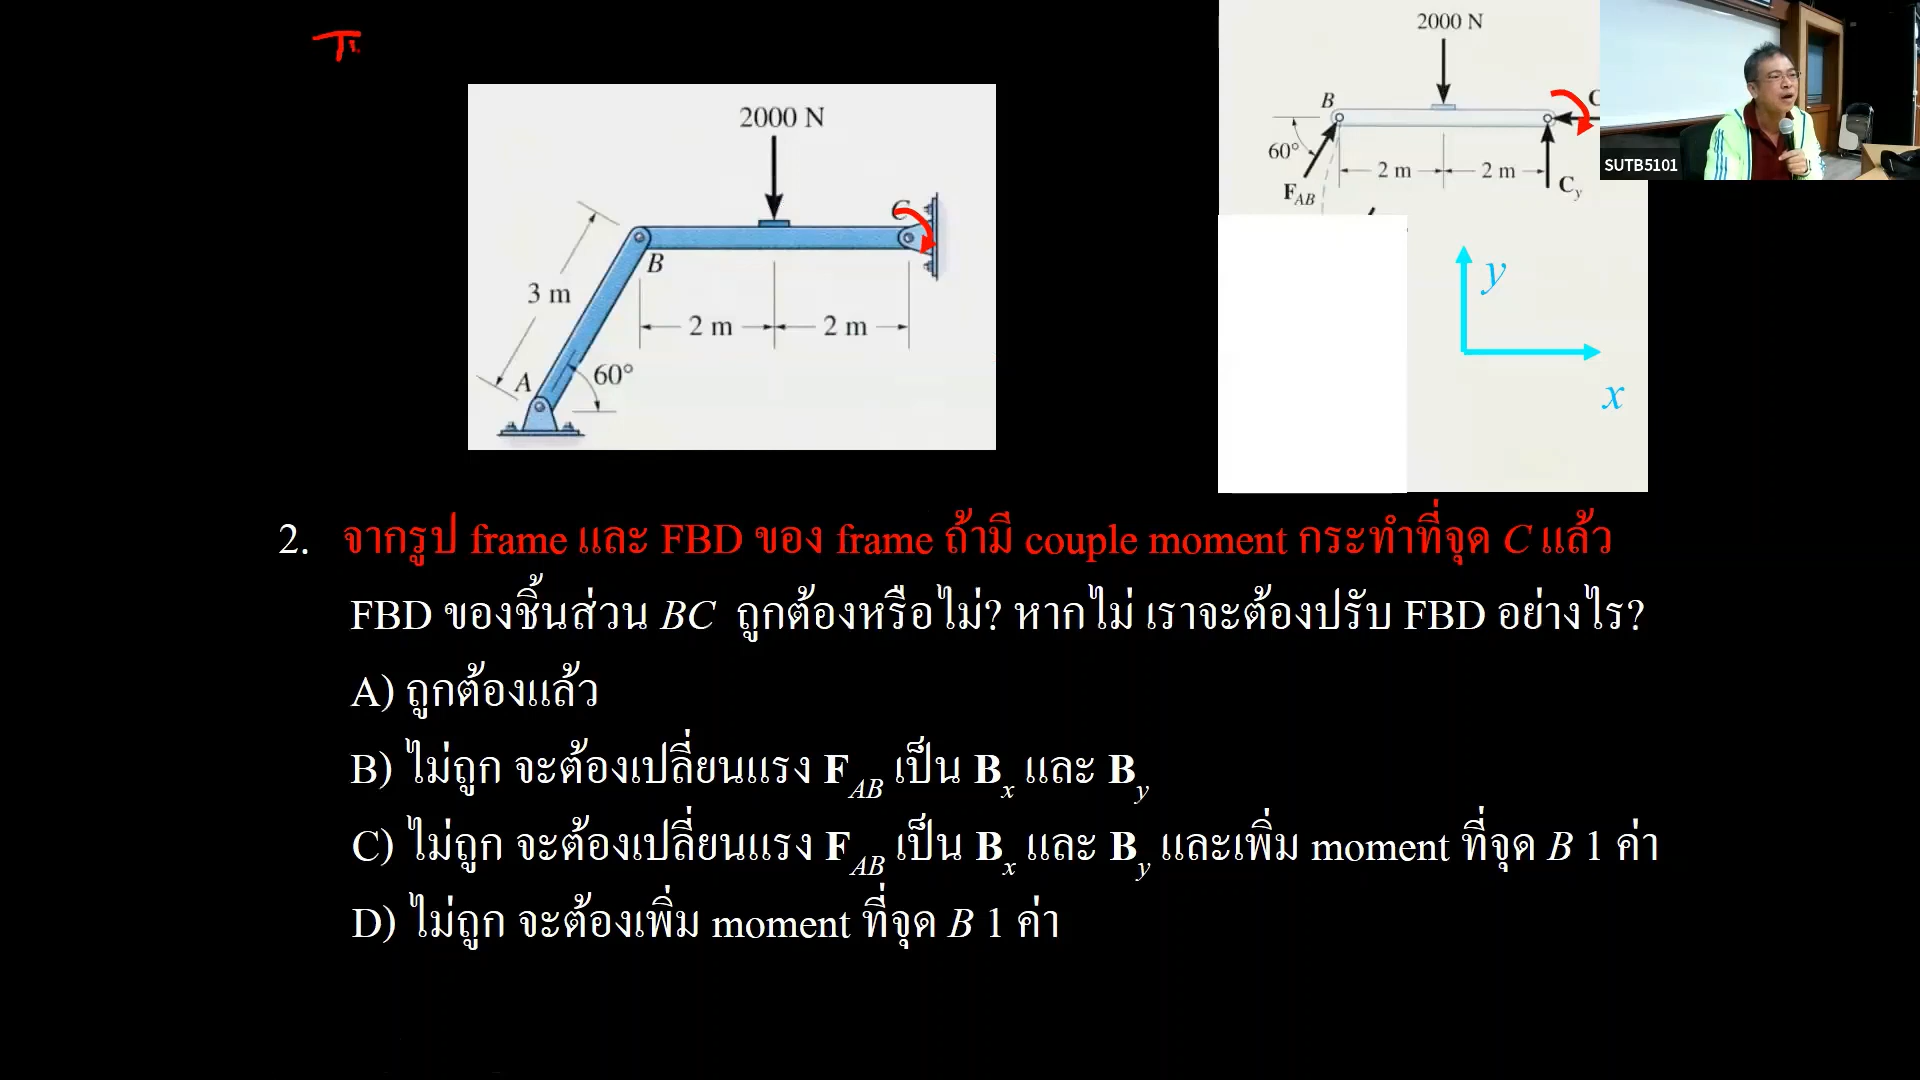 2000 N
C
B
3 m
2 m
2 m
A
60°
2000 N
B
60°
2 m
2 m
F_AB
C_y
SUTB5101
y
x
2. จากรูป frame และ FBD ของ frame ถ้ามี couple moment กระทำที่จุด C แล้ว
FBD ของชิ้นส่วน BC ถูกต้องหรือไม่? หากไม่ เราจะต้องปรับ FBD อย่างไร?
A) ถูกต้องแล้ว
B) ไม่ถูก จะต้องเปลี่ยนแรง F_AB เป็น B_x และ B_y
C) ไม่ถูก จะต้องเปลี่ยนแรง F_AB เป็น B_x และ B_y และเพิ่ม moment ที่จุด B 1 ค่า
D) ไม่ถูก จะต้องเพิ่ม moment ที่จุด B 1 ค่า